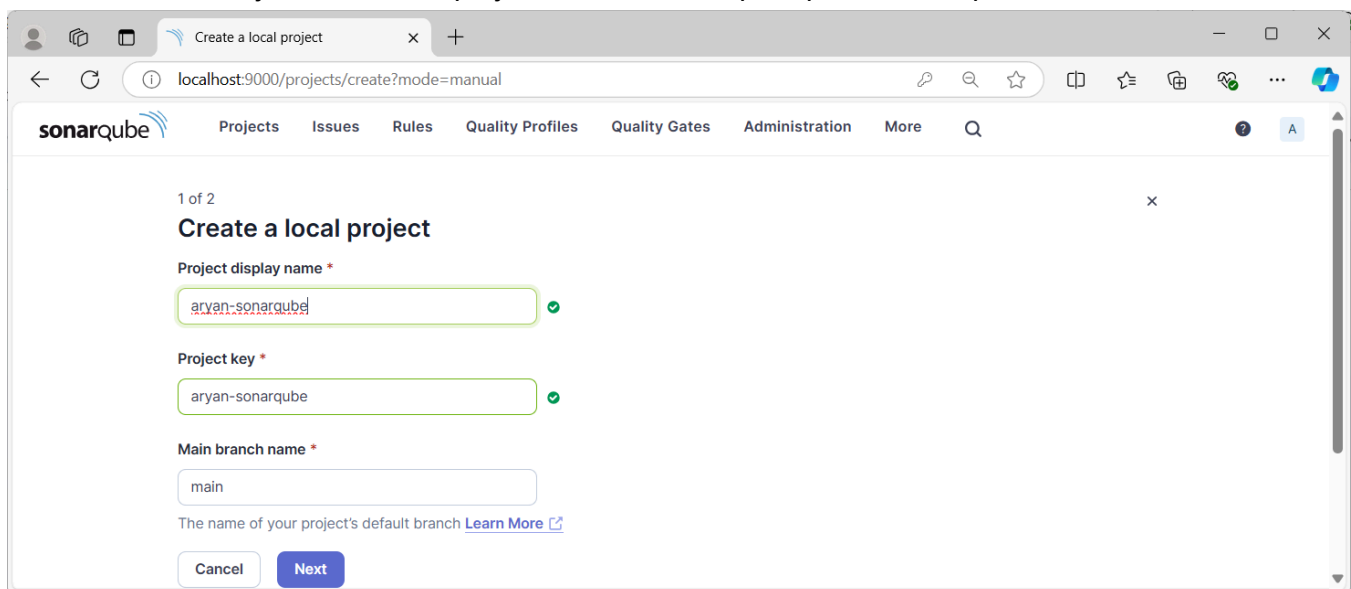 Create a local project
localhost:9000/projects/create?mode=manual
sonarqube Projects Issues Rules Quality Profiles Quality Gates Administration More ? A
1 of 2
Create a local project
Project display name *
aryan-sonarqube
Project key *
aryan-sonarqube
Main branch name *
main
The name of your project's default branch Learn More
Cancel Next